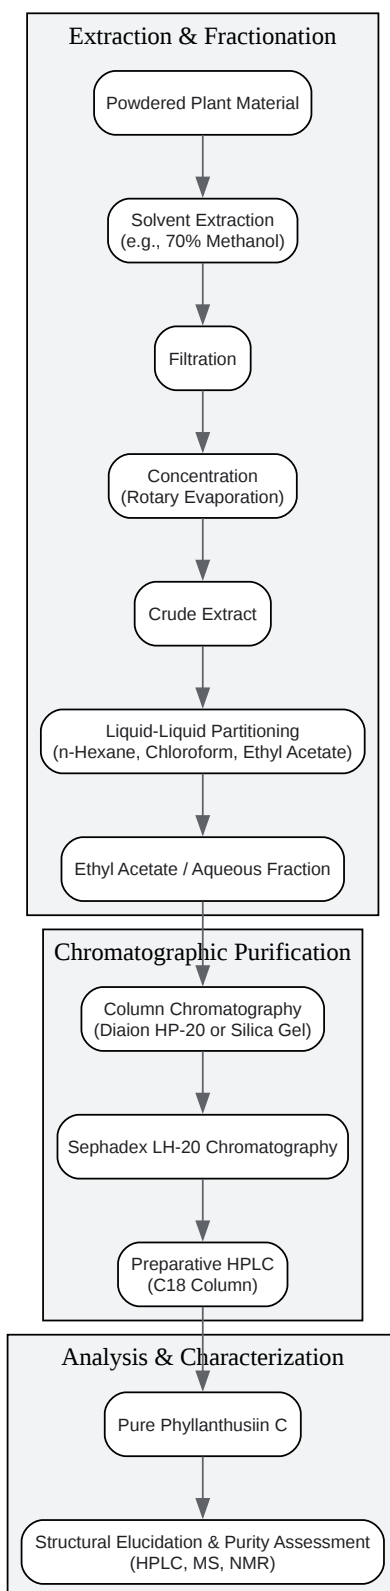 Extraction & Fractionation
Powdered Plant Material
Solvent Extraction
(e.g., 70% Methanol)
Filtration
Concentration
(Rotary Evaporation)
Crude Extract
Liquid-Liquid Partitioning
(n-Hexane, Chloroform, Ethyl Acetate)
Ethyl Acetate / Aqueous Fraction
Chromatographic Purification
Column Chromatography
(Diaion HP-20 or Silica Gel)
Sephadex LH-20 Chromatography
Preparative HPLC
(C18 Column)
Analysis & Characterization
Pure Phyllanthusiin C
Structural Elucidation & Purity Assessment
(HPLC, MS, NMR)